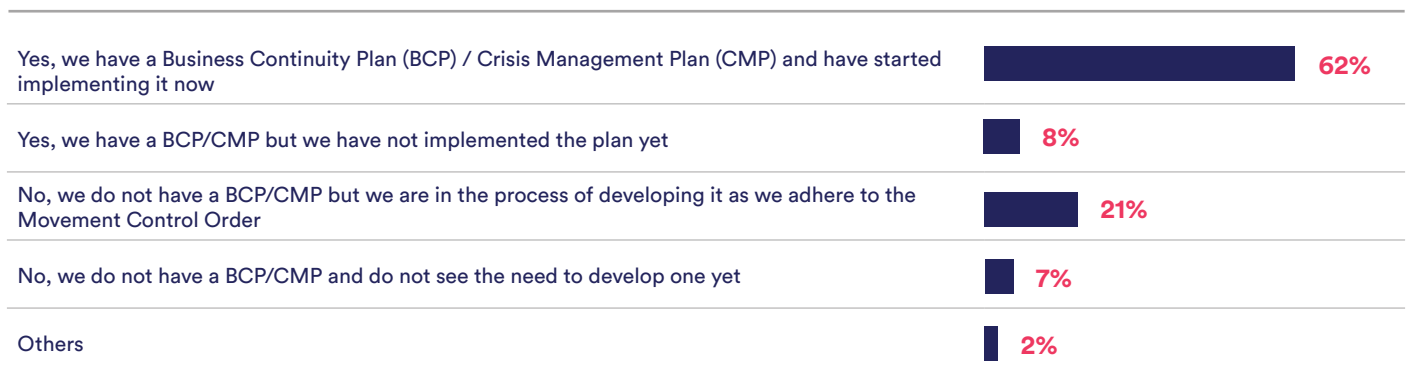 Yes, we have a Business Continuity Plan (BCP) / Crisis Management Plan (CMP) and have started
implementing it now
62%
Yes, we have a BCP/CMP but we have not implemented the plan yet
8%
No, we do not have a BCP/CMP but we are in the process of developing it as we adhere to the
Movement Control Order
21%
No, we do not have a BCP/CMP and do not see the need to develop one yet
7%
Others
2%